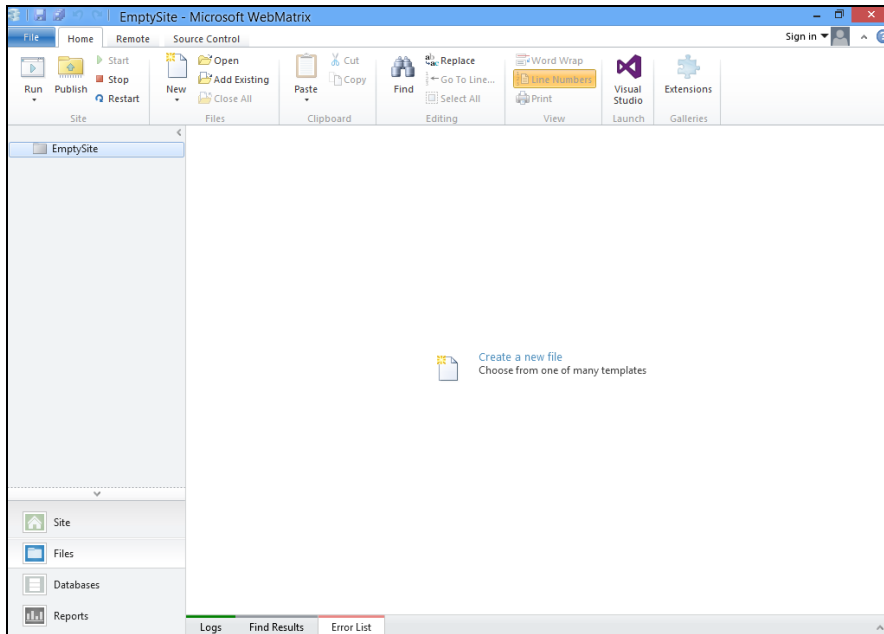 EmptySite - Microsoft WebMatrix
File Home Remote Source Control Sign in
Run
Publish
Start
Stop
Restart
Site
New
Open
Add Existing
Close All
Files
Paste
Cut
Copy
Clipboard
Find
Replace
Go To Line...
Select All
Editing
Word Wrap
Line Numbers
Print
View
Visual
Studio
Launch
Extensions
Galleries
EmptySite
Create a new file
Choose from one of many templates
Site
Files
Databases
Reports
Logs Find Results Error List